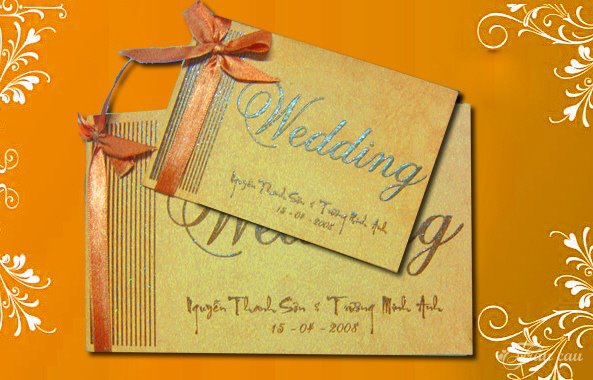 Wedding
Nguyễn Thanh Sơn & Trương Minh Anh
15 - 04 - 2008
Wedding
Nguyễn Thanh Sơn & Trương Minh Anh
15 - 04 - 2008
cau